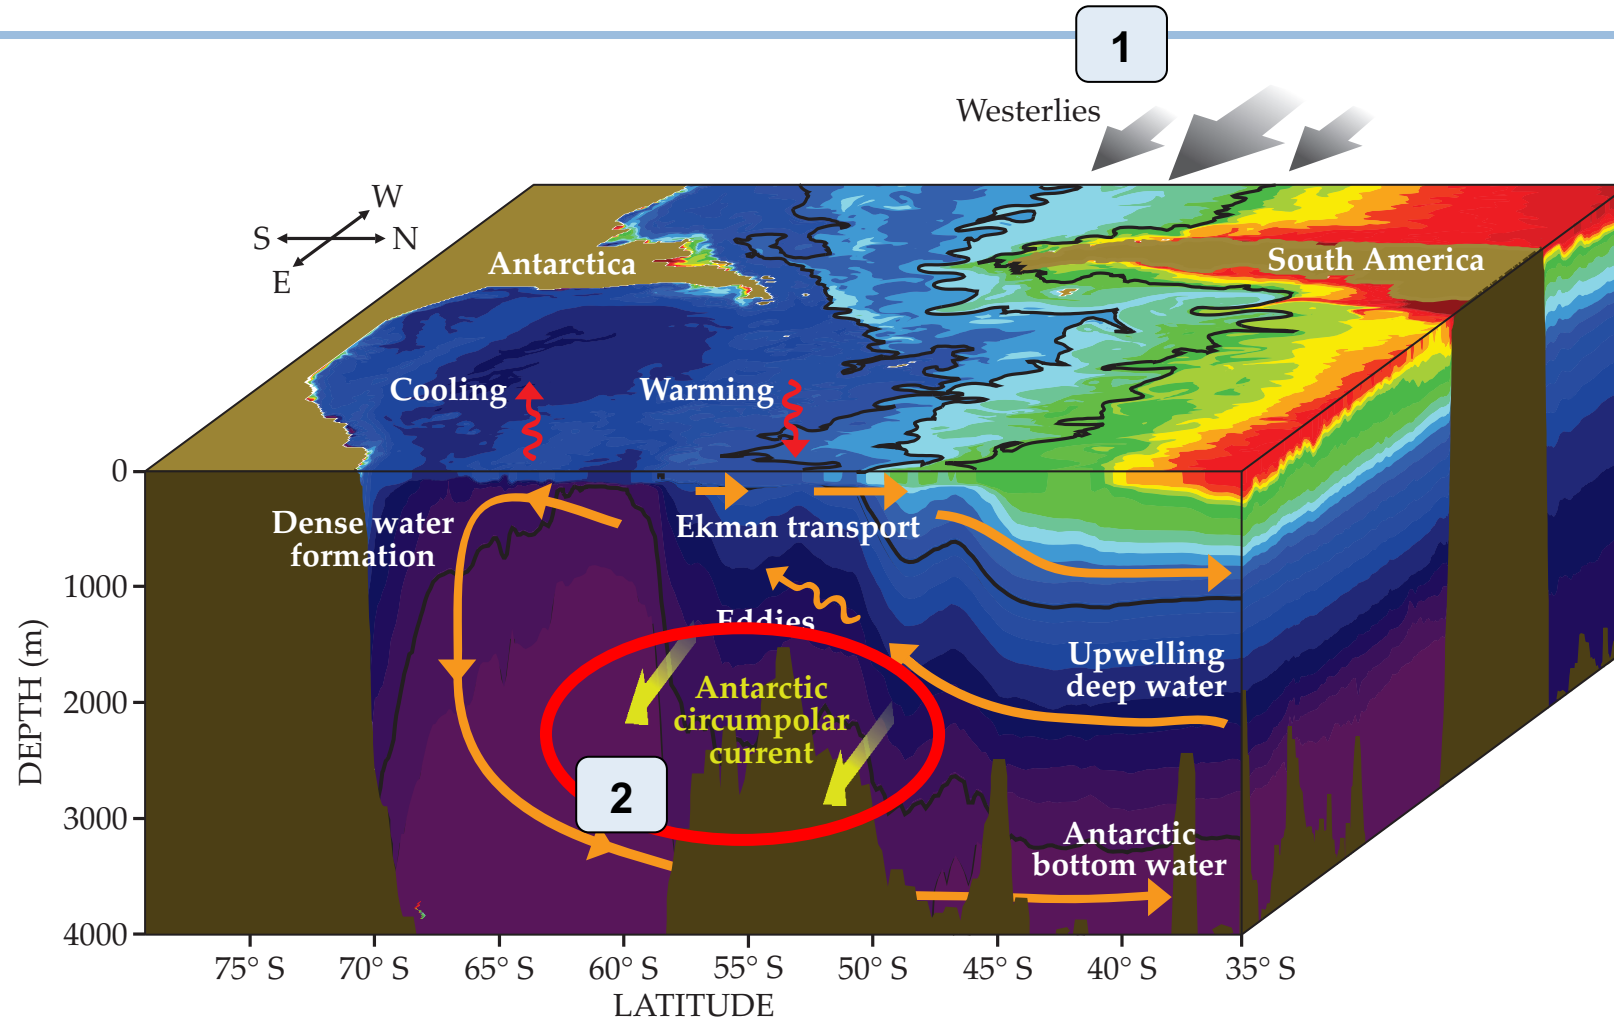 1
Westerlies
W
S
N
E
Antarctica
South America
Cooling
Warming
0
Dense water
formation
Ekman transport
1000
Eddies
Upwelling
deep water
Antarctic
circumpolar
current
2000
DEPTH (m)
2
3000
Antarctic
bottom water
4000
75° S 70° S 65° S 60° S 55° S 50° S 45° S 40° S 35° S
LATITUDE